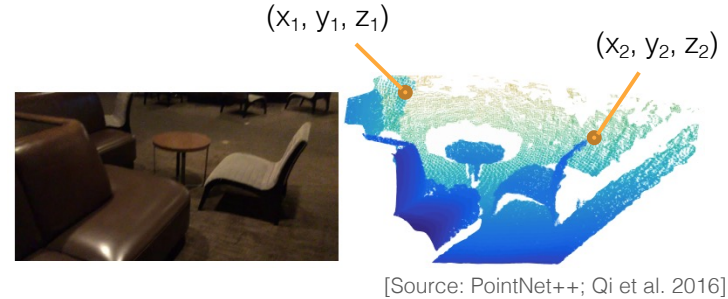 (x₁, y₁, z₁)
(x₂, y₂, z₂)
[Source: PointNet++; Qi et al. 2016]